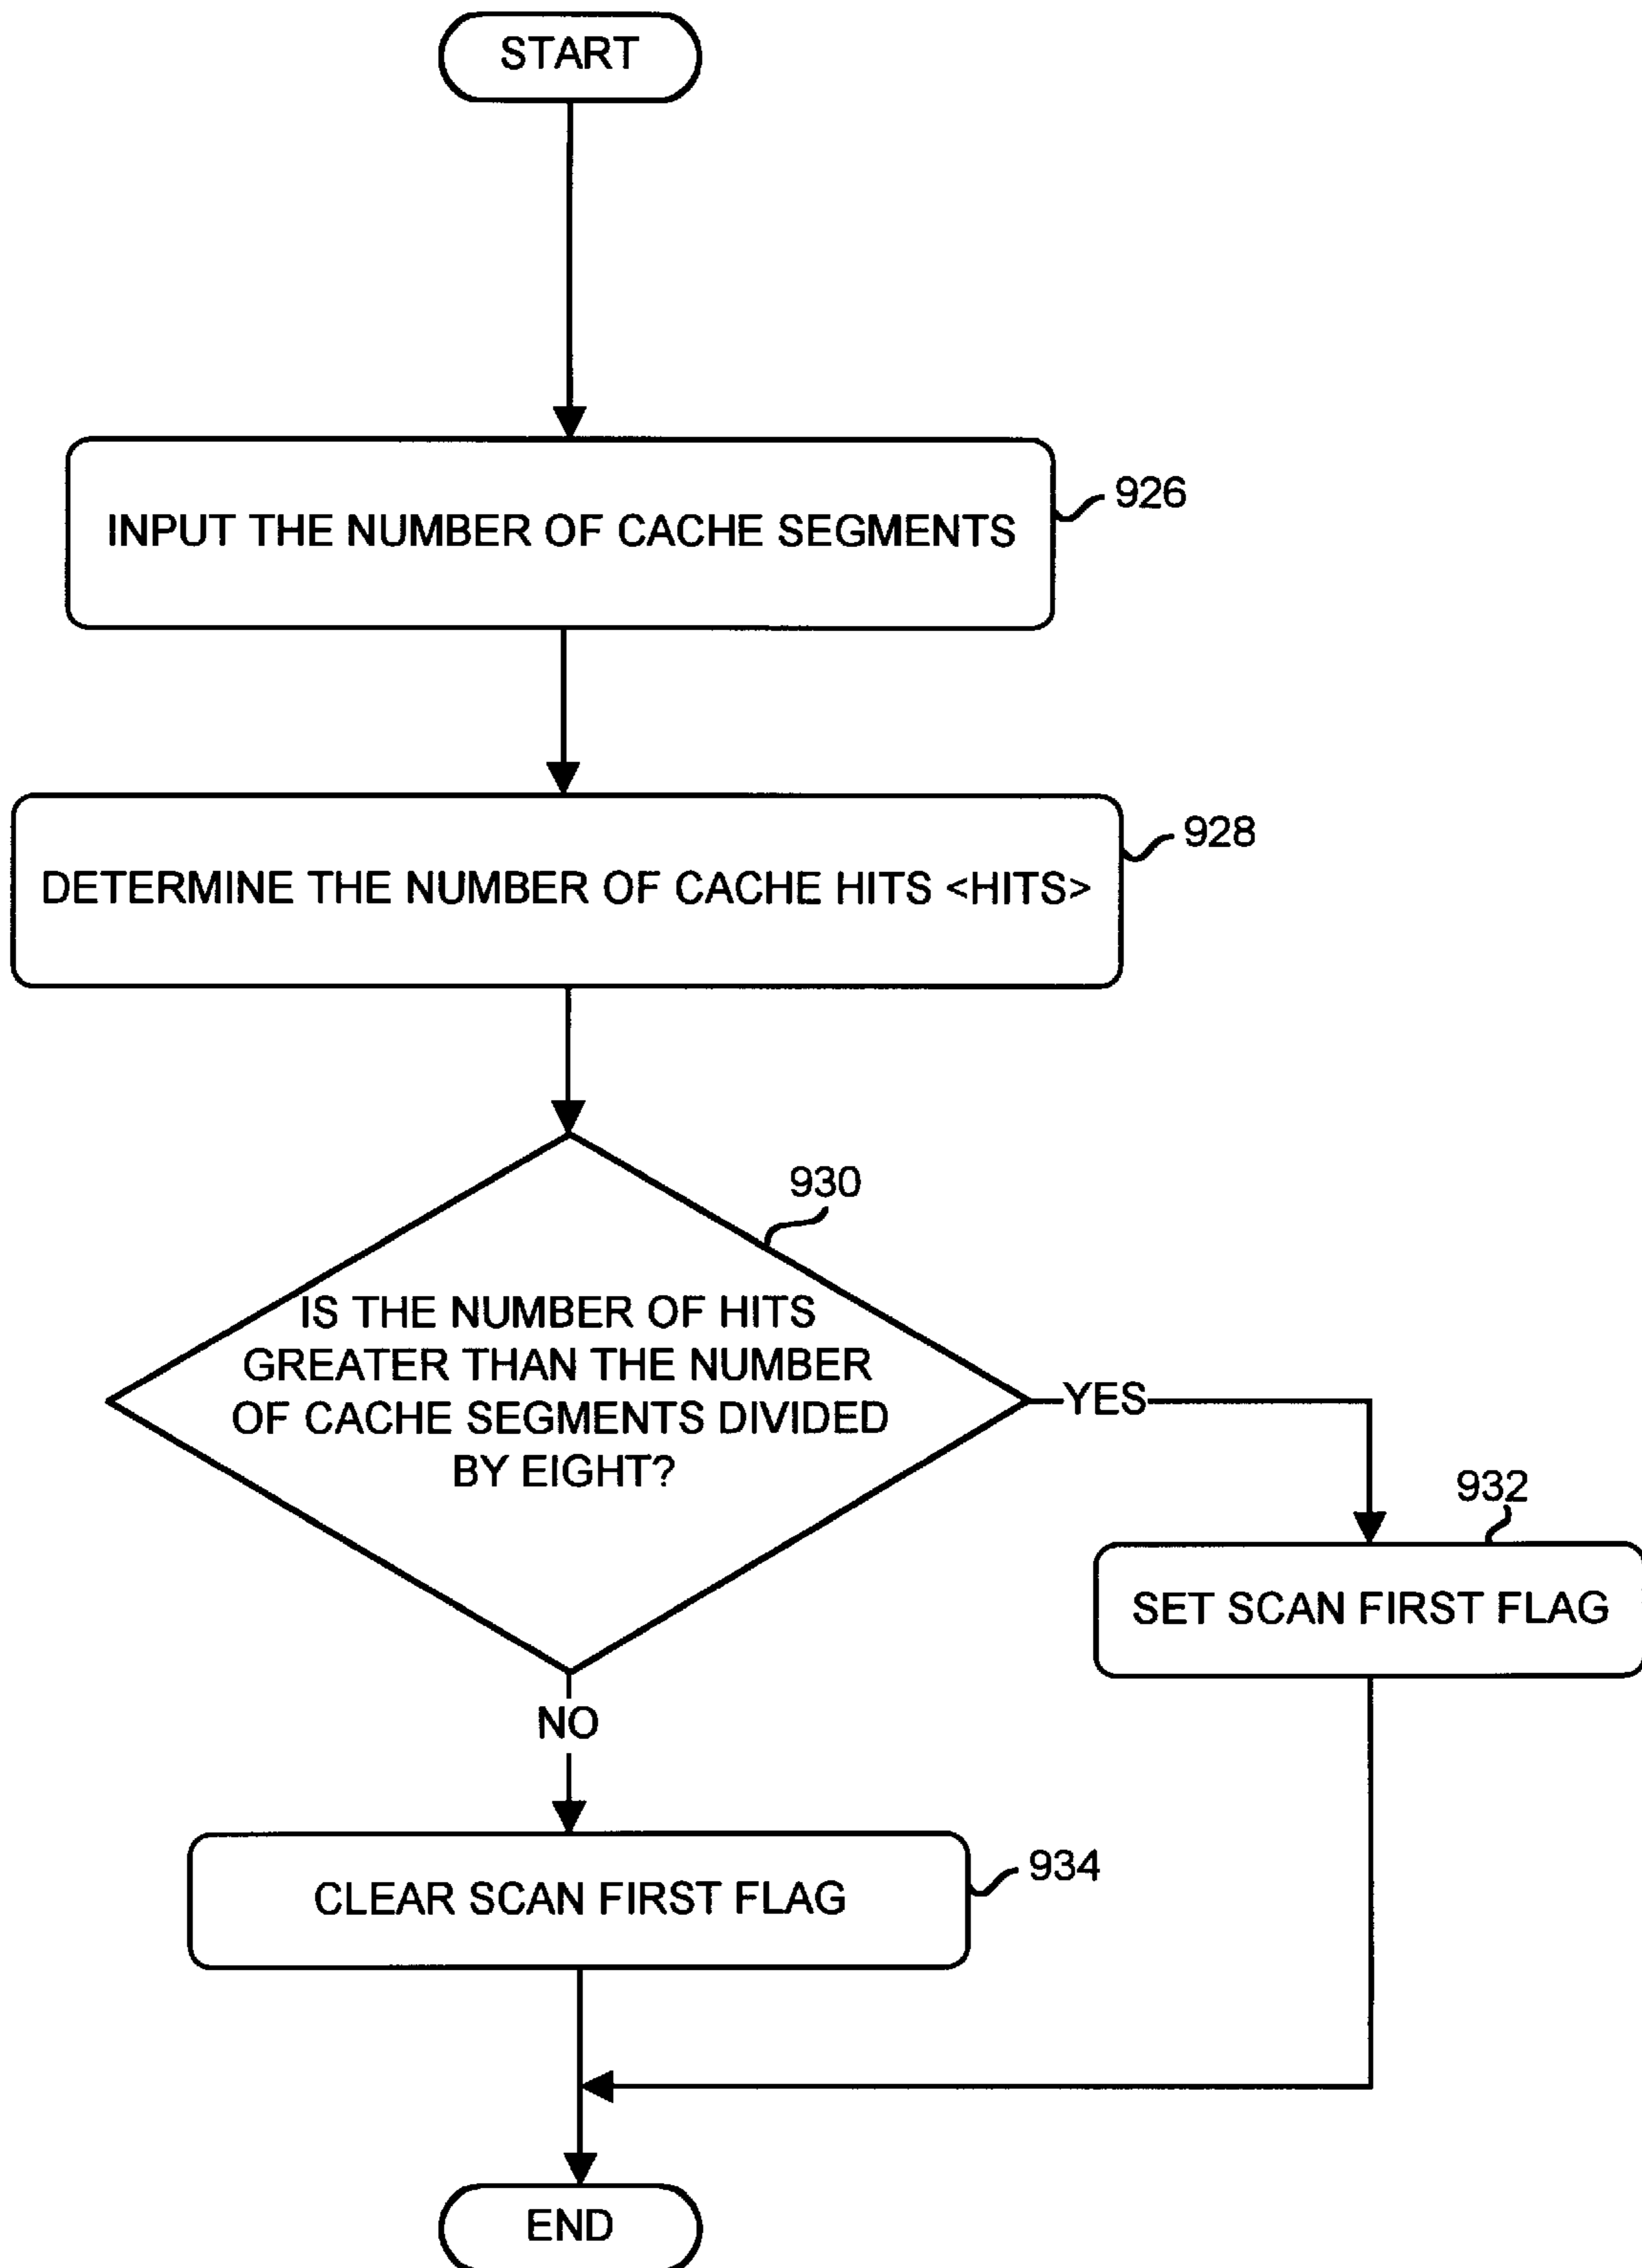 START
INPUT THE NUMBER OF CACHE SEGMENTS
926
DETERMINE THE NUMBER OF CACHE HITS <HITS>
928
930
IS THE NUMBER OF HITS
GREATER THAN THE NUMBER
OF CACHE SEGMENTS DIVIDED
BY EIGHT?
YES
932
SET SCAN FIRST FLAG
NO
CLEAR SCAN FIRST FLAG
934
END